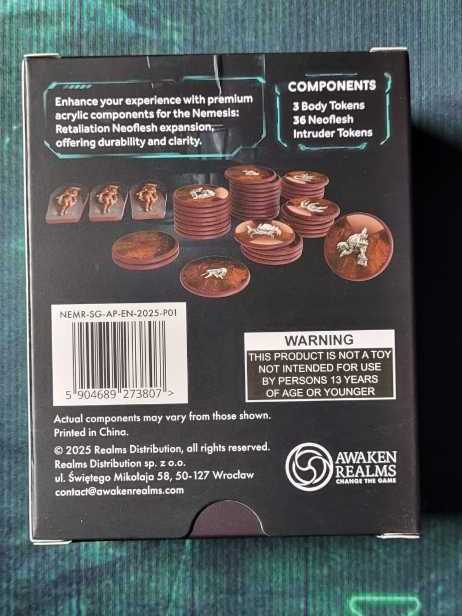 Enhance your experience with premium
acrylic components for the Nemesis:
Retaliation Neoflesh expansion,
offering durability and clarity.
COMPONENTS
3 Body Tokens
36 Neoflesh
Intruder Tokens
NEMR-SG-AP-EN-2025-P01
5 904689 273807 >
WARNING
THIS PRODUCT IS NOT A TOY
NOT INTENDED FOR USE
BY PERSONS 13 YEARS
OF AGE OR YOUNGER
Actual components may vary from those shown.
Printed in China.
© 2025 Realms Distribution, all rights reserved.
Realms Distribution sp. z o.o.
ul. Świętego Mikołaja 58, 50-127 Wrocław
contact@awakenrealms.com
AWAKEN
REALMS
CHANGE THE GAME